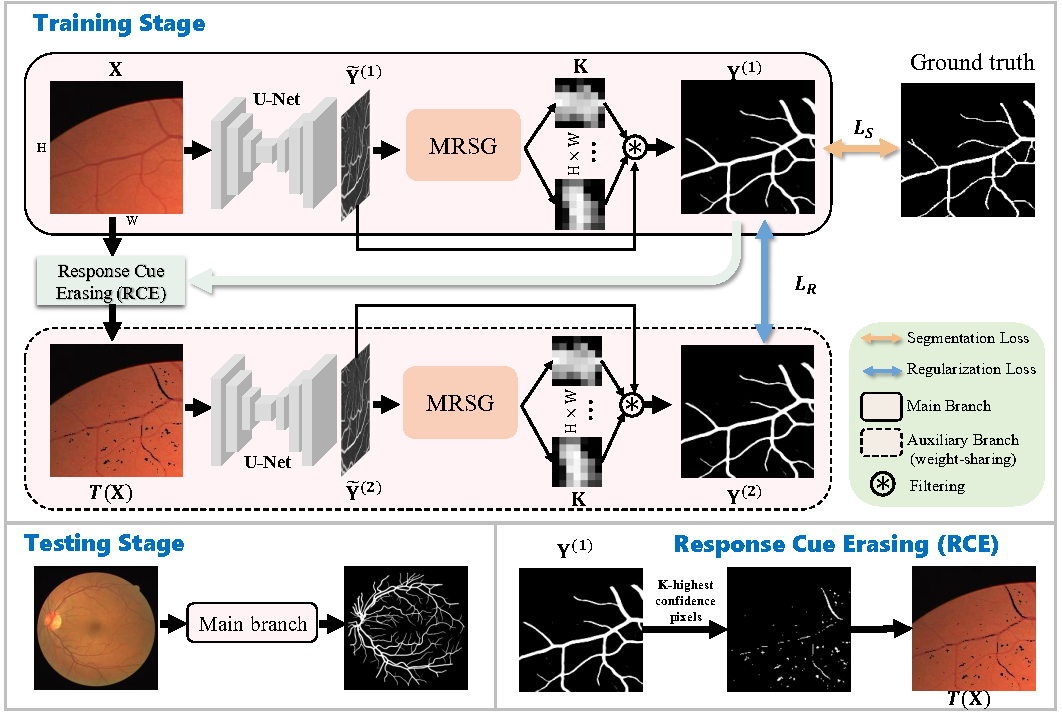 Training Stage
X
H
W
U-Net
Ỹ(1)
MRSG
K
H × W
Y(1)
L_S
Ground truth
Response Cue
Erasing (RCE)
L_R
T(X)
U-Net
Ỹ(2)
MRSG
H × W
K
Y(2)
Segmentation Loss
Regularization Loss
Main Branch
Auxiliary Branch
(weight-sharing)
Filtering
Testing Stage
Main branch
Response Cue Erasing (RCE)
Y(1)
K-highest
confidence
pixels
T(X)